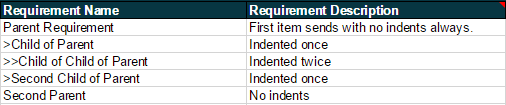 Requirement Name Requirement Description
Parent Requirement First item sends with no indents always.
>Child of Parent Indented once
>>Child of Child of Parent Indented twice
>Second Child of Parent Indented once
Second Parent No indents